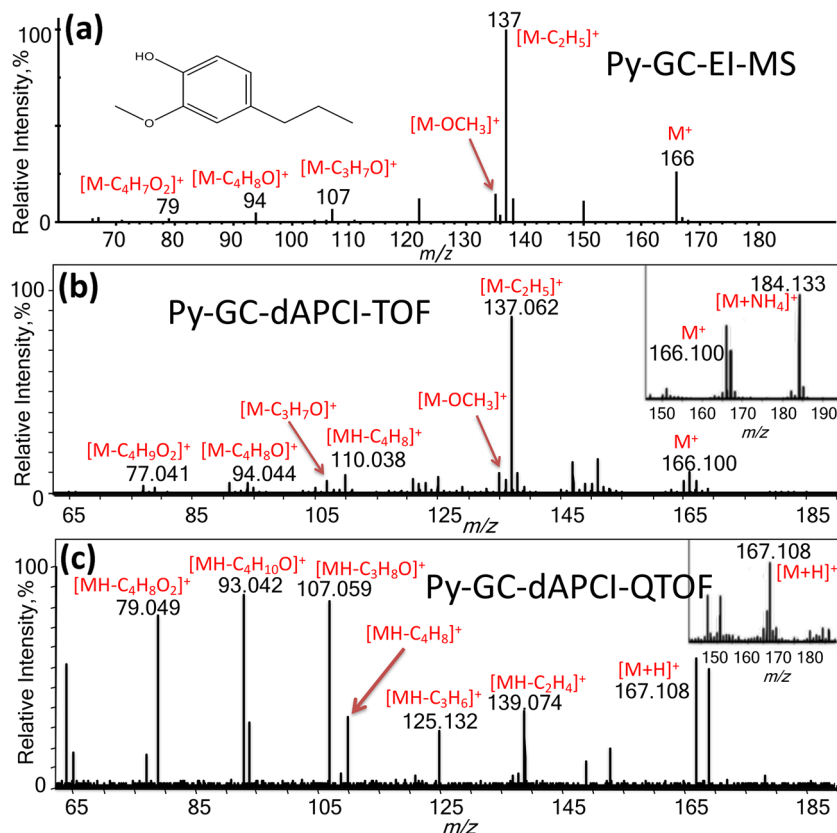 (a)
Py-GC-EI-MS
Relative Intensity,%
100
0
HO
O
137
[M-C₂H₅]⁺
[M-OCH₃]⁺
M⁺
166
[M-C₄H₇O₂]⁺
79
[M-C₄H₈O]⁺
94
[M-C₃H₇O]⁺
107
70 80 90 100 110 120 130 140 150 160 170 180
m/z
(b)
Py-GC-dAPCI-TOF
Relative Intensity,%
100
0
[M-C₂H₅]⁺
137.062
184.133
[M+NH₄]⁺
M⁺
166.100
150 160 170 180 190
m/z
[M-C₃H₇O]⁺
[M-OCH₃]⁺
[M-C₄H₉O₂]⁺
77.041
[M-C₄H₈O]⁺
94.044
[MH-C₄H₈]⁺
110.038
M⁺
166.100
65 85 105 125 145 165 185
m/z
(c)
Py-GC-dAPCI-QTOF
Relative Intensity,%
100
0
[MH-C₄H₈O₂]⁺
79.049
[MH-C₄H₁₀O]⁺
93.042
[MH-C₃H₈O]⁺
107.059
167.108
[M+H]⁺
150 160 170 180
m/z
[MH-C₄H₈]⁺
[MH-C₃H₆]⁺
125.132
[MH-C₂H₄]⁺
139.074
[M+H]⁺
167.108
65 85 105 125 145 165 185
m/z